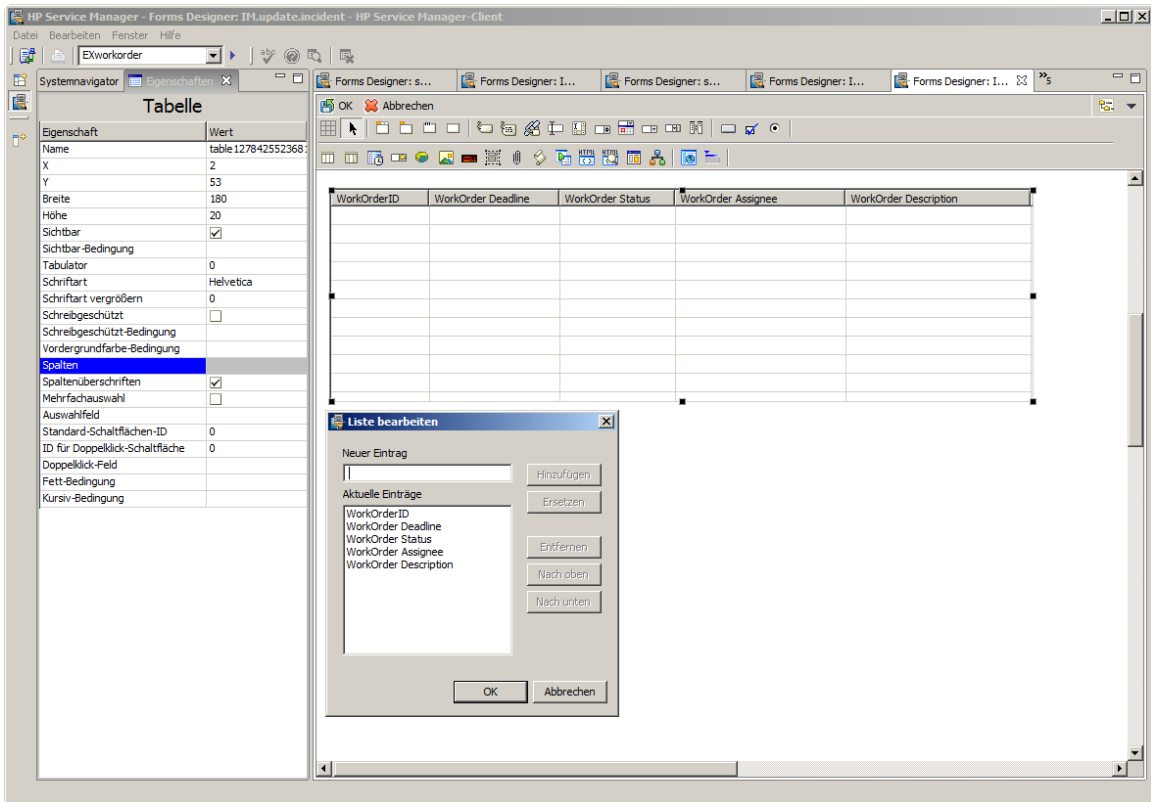 HP Service Manager - Forms Designer: IM.update.incident - HP Service Manager-Client
Datei Bearbeiten Fenster Hilfe
EXworkorder
abc
Systemnavigator
Eigenschaften
Forms Designer: s...
Forms Designer: I...
Forms Designer: s...
Forms Designer: I...
Forms Designer: I...
»5
Tabelle
OK
Abbrechen
Eigenschaft Wert
Name table127842552368
X 2
Y 53
Breite 180
Höhe 20
Sichtbar
Sichtbar-Bedingung
Tabulator 0
Schriftart Helvetica
Schriftart vergrößern 0
Schreibgeschützt
Schreibgeschützt-Bedingung
Vordergrundfarbe-Bedingung
Spalten
Spaltenüberschriften
Mehrfachauswahl
Auswahlfeld
Standard-Schaltflächen-ID 0
ID für Doppelklick-Schaltfläche 0
Doppelklick-Feld
Fett-Bedingung
Kursiv-Bedingung
HTML HTML
WorkOrderID WorkOrder Deadline WorkOrder Status WorkOrder Assignee WorkOrder Description
Liste bearbeiten
Neuer Eintrag
Hinzufügen
Aktuelle Einträge
Ersetzen
WorkOrderID
WorkOrder Deadline
WorkOrder Status
WorkOrder Assignee
WorkOrder Description
Entfernen
Nach oben
Nach unten
OK
Abbrechen